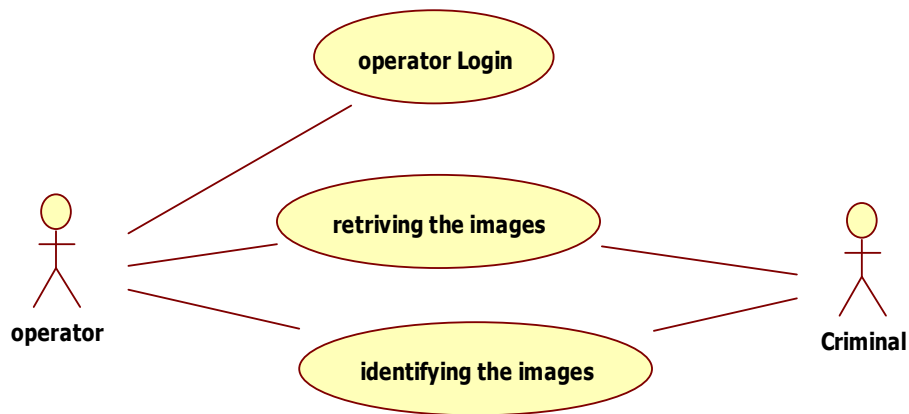 operator Login
retriving the images
operator
Criminal
identifying the images